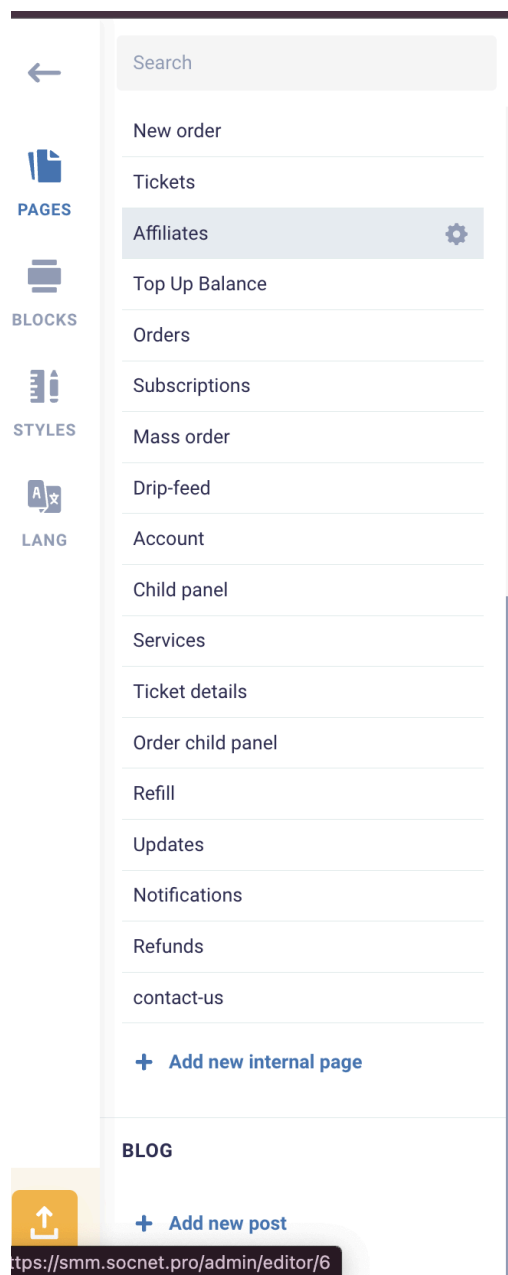 Search
New order
Tickets
PAGES
Affiliates
Top Up Balance
BLOCKS
Orders
Subscriptions
STYLES
Mass order
Drip-feed
LANG
Account
Child panel
Services
Ticket details
Order child panel
Refill
Updates
Notifications
Refunds
contact-us
+ Add new internal page
BLOG
+ Add new post
ttps://smm.socnet.pro/admin/editor/6